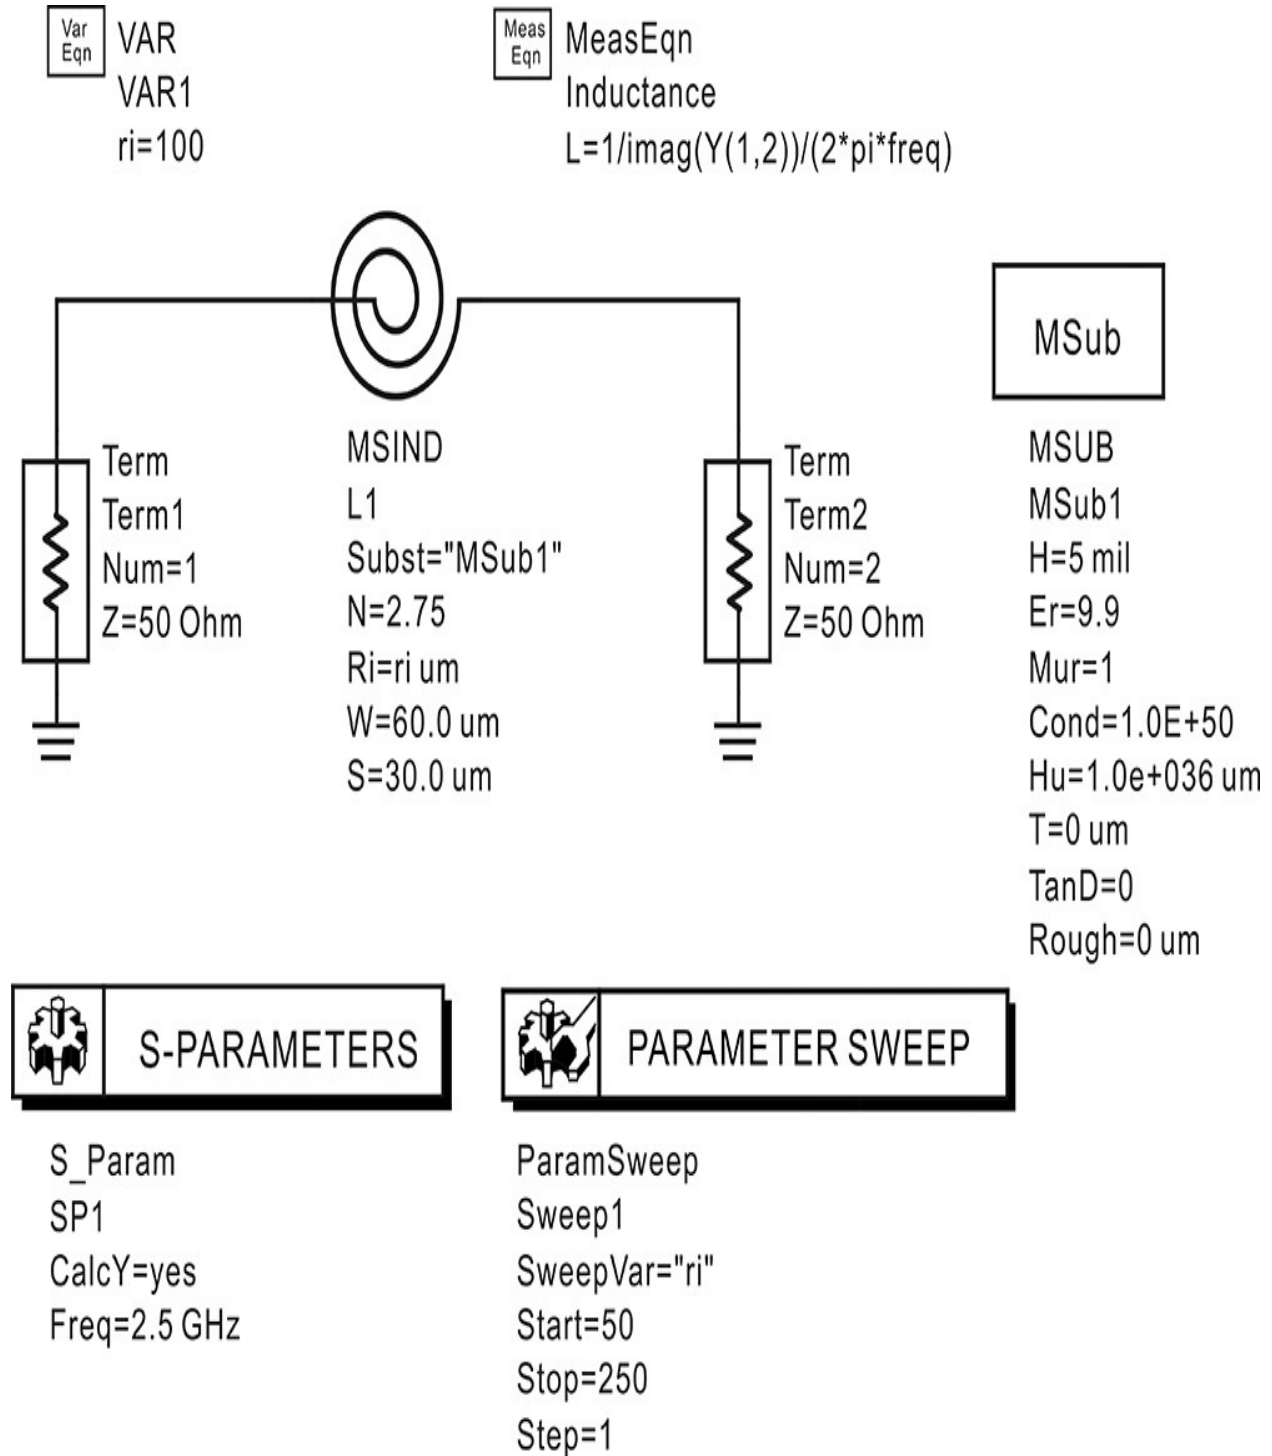 Var
Eqn
VAR
VAR1
ri=100
Meas
Eqn
MeasEqn
Inductance
L=1/imag(Y(1,2))/(2*pi*freq)
Term
Term1
Num=1
Z=50 Ohm
MSIND
L1
Subst="MSub1"
N=2.75
Ri=ri um
W=60.0 um
S=30.0 um
Term
Term2
Num=2
Z=50 Ohm
MSub
MSUB
MSub1
H=5 mil
Er=9.9
Mur=1
Cond=1.0E+50
Hu=1.0e+036 um
T=0 um
TanD=0
Rough=0 um
S-PARAMETERS
S_Param
SP1
CalcY=yes
Freq=2.5 GHz
PARAMETER SWEEP
ParamSweep
Sweep1
SweepVar="ri"
Start=50
Stop=250
Step=1